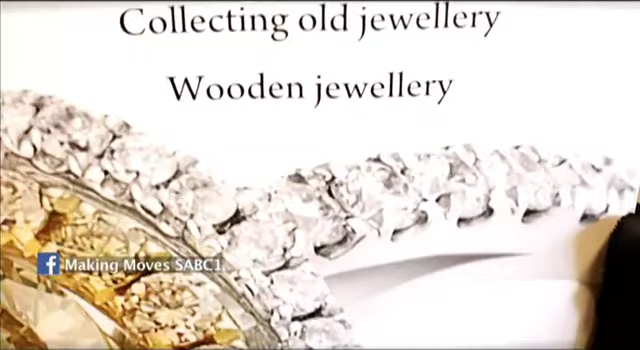 Collecting old jewellery
Wooden jewellery
Making Moves SABC1